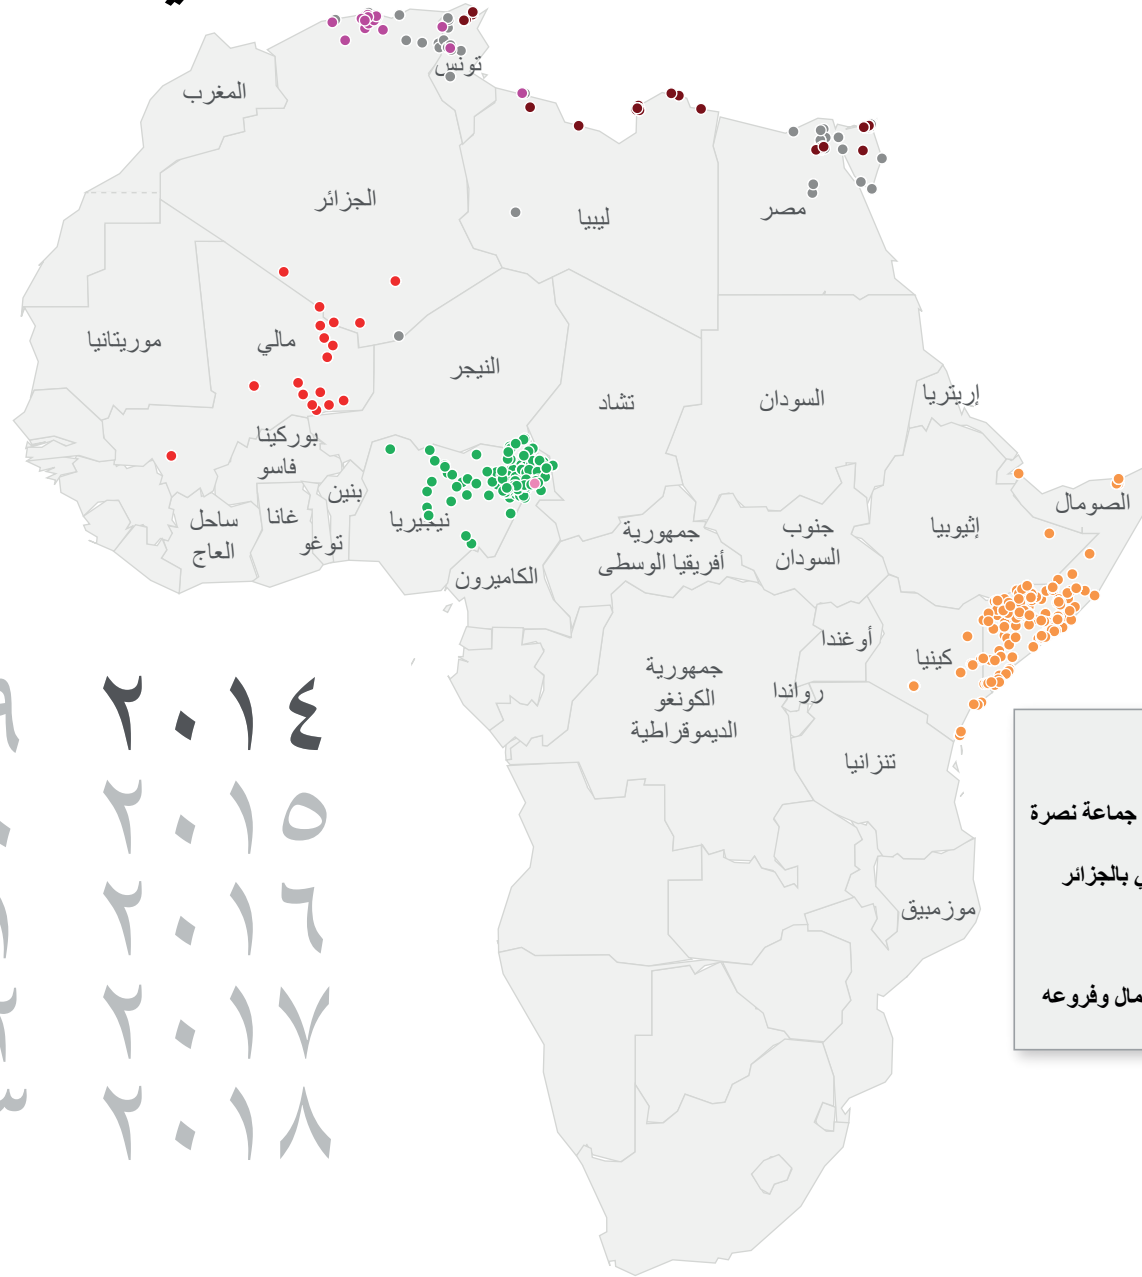 تونس
المغرب
الجزائر
ليبيا
مصر
موريتانيا
مالي
النيجر
تشاد
السودان
إريتريا
بوركينا
فاسو
بنين
نيجيريا
ساحل
العاج
غانا
توغو
الكاميرون
جمهورية
أفريقيا الوسطى
جنوب
السودان
إثيوبيا
الصومال
أوغندا
كينيا
جمهورية
الكونغو
الديموقراطية
رواندا
تنزانيا
موزمبيق
٢٠١٤
٢٠١٥
٢٠١٦
٢٠١٧
٢٠١٨
جماعة نصرة
بالجزائر
وفروعه